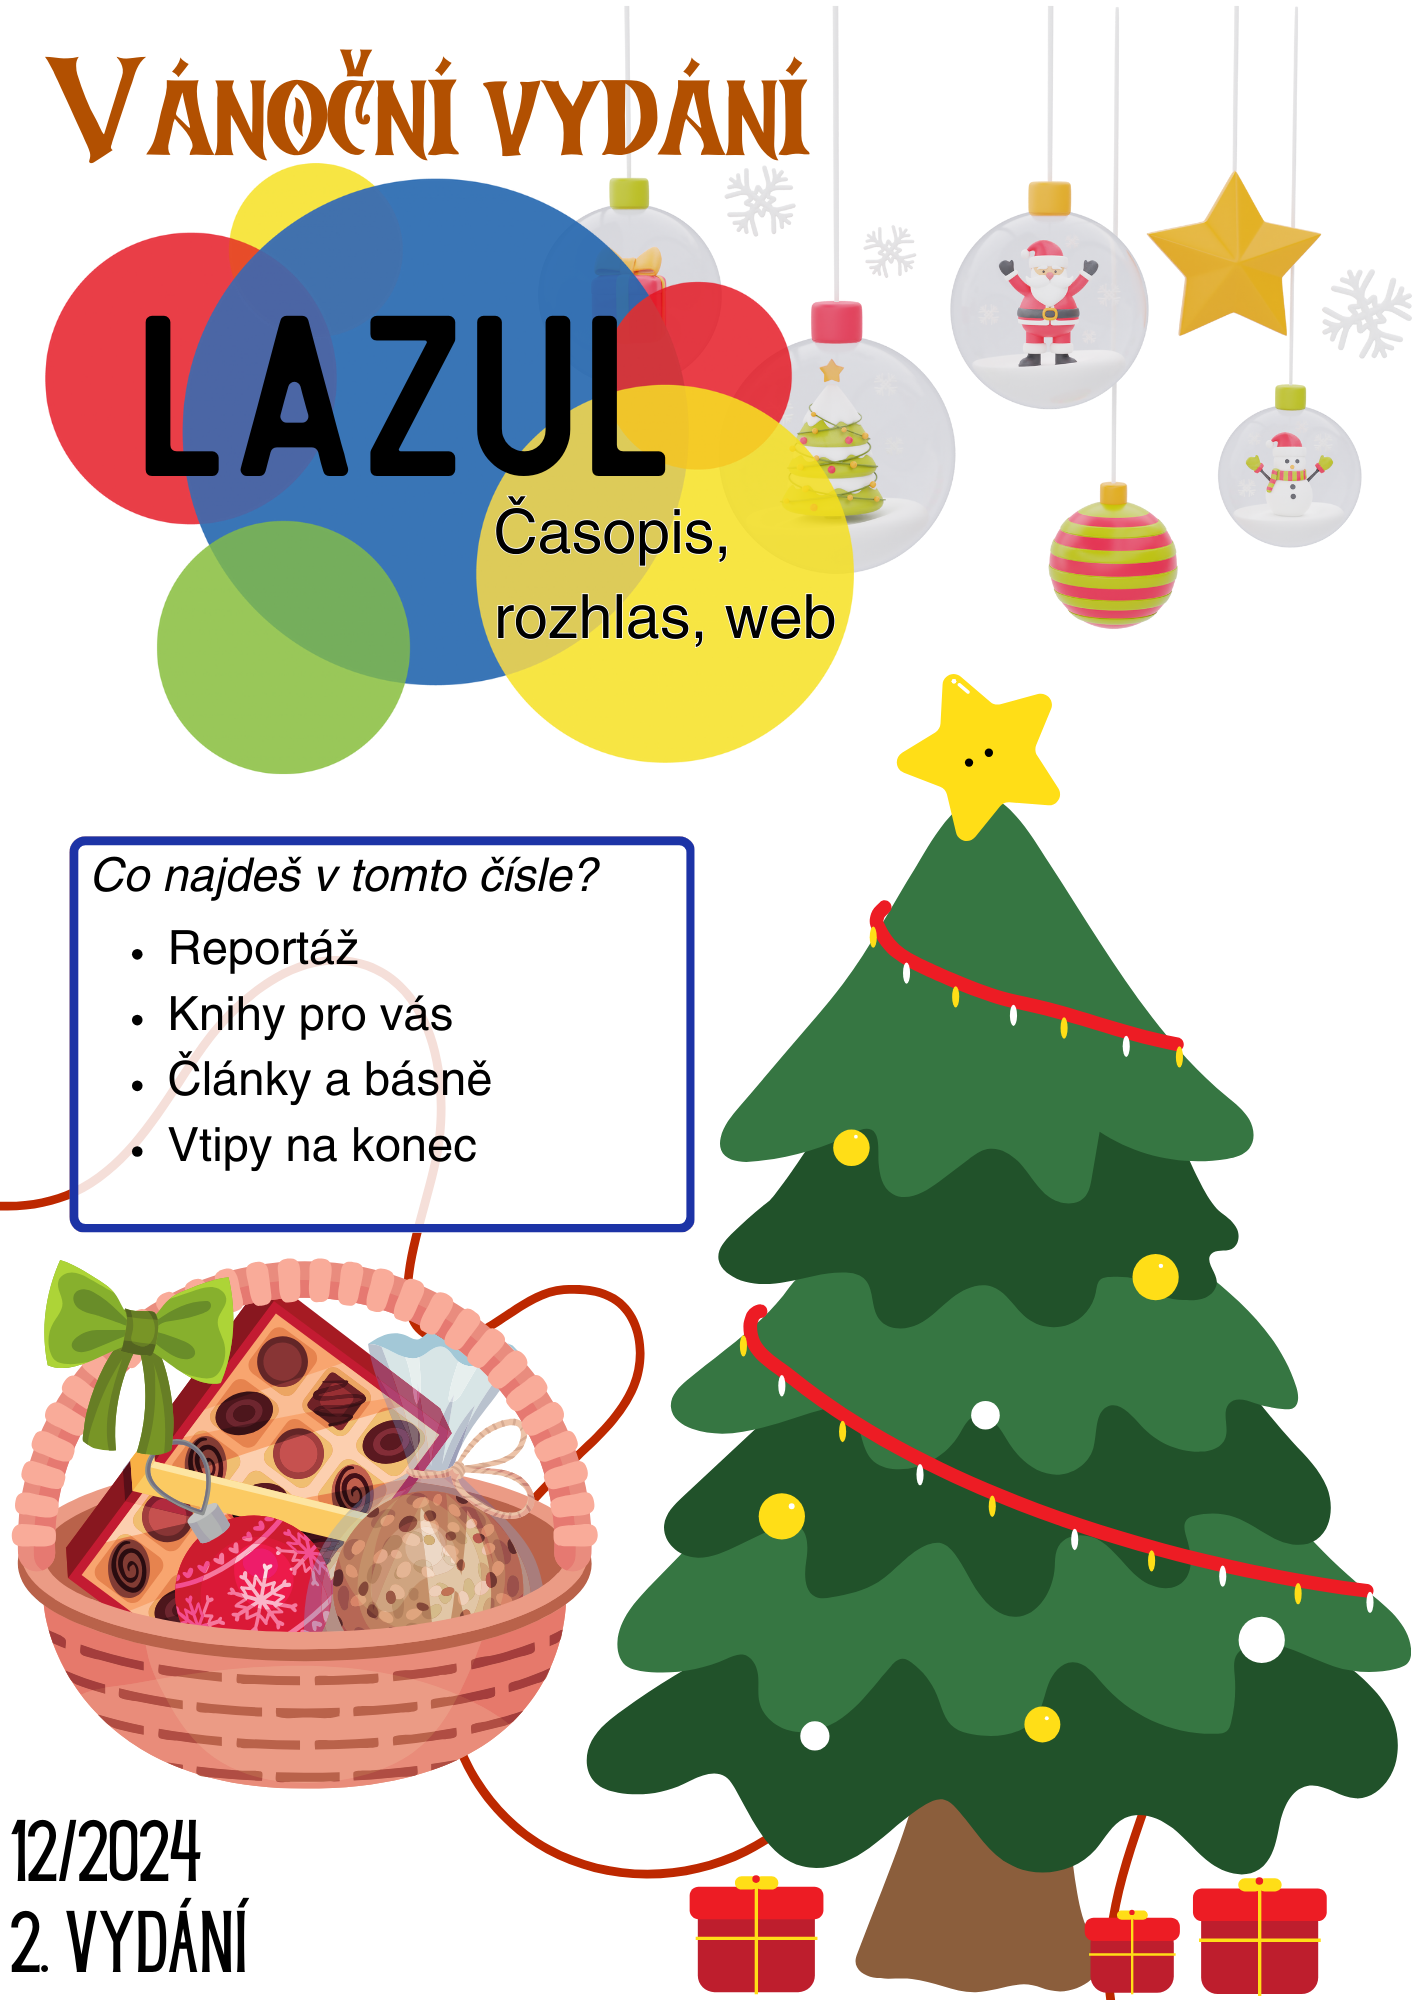 Vánoční vydání
LAZUL
Časopis,
rozhlas, web
Co najdeš v tomto čísle?
• Reportáž
• Knihy pro vás
• Články a básně
• Vtipy na konec
12/2024
2. VYDÁNÍ